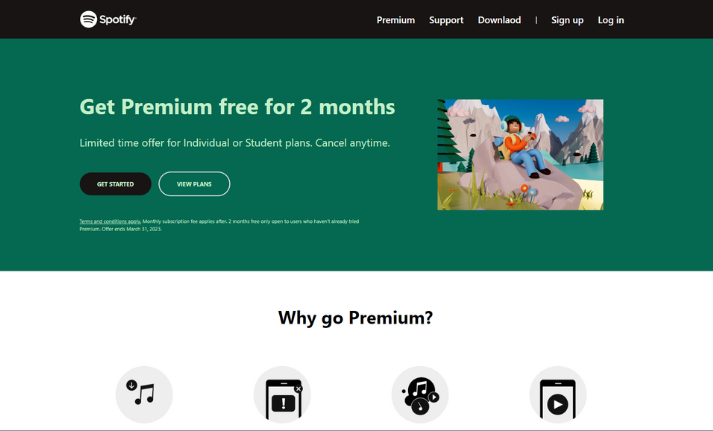 Spotify
Premium Support Downlaod | Sign up Log in
Get Premium free for 2 months
Limited time offer for Individual or Student plans. Cancel anytime.
GET STARTED VIEW PLANS
Terms and conditions apply. Monthly subscription fee applies after. 2 months free only open to users who haven't already tried
Premium. Offer ends March 31, 2023.
Why go Premium?